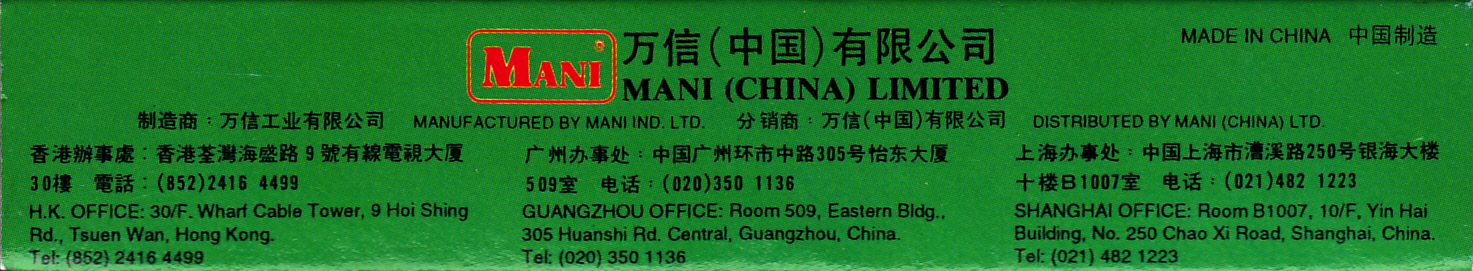 MANI® 万信(中国)有限公司 MADE IN CHINA 中国制造
MANI (CHINA) LIMITED
制造商：万信工业有限公司 MANUFACTURED BY MANI IND. LTD. 分销商：万信(中国)有限公司 DISTRIBUTED BY MANI (CHINA) LTD.
香港辦事處：香港荃灣海盛路9號有線電視大厦
30樓 電話：(852)2416 4499
H.K. OFFICE: 30/F. Wharf Cable Tower, 9 Hoi Shing
Rd., Tsuen Wan, Hong Kong.
Tel: (852) 2416 4499
广州办事处：中国广州环市中路305号怡东大厦
509室 电话：(020)350 1136
GUANGZHOU OFFICE: Room 509, Eastern Bldg.,
305 Huanshi Rd. Central, Guangzhou, China.
Tel: (020) 350 1136
上海办事处：中国上海市漕溪路250号银海大楼
十楼B1007室 电话：(021)482 1223
SHANGHAI OFFICE: Room B1007, 10/F, Yin Hai
Building, No. 250 Chao Xi Road, Shanghai, China.
Tel: (021) 482 1223